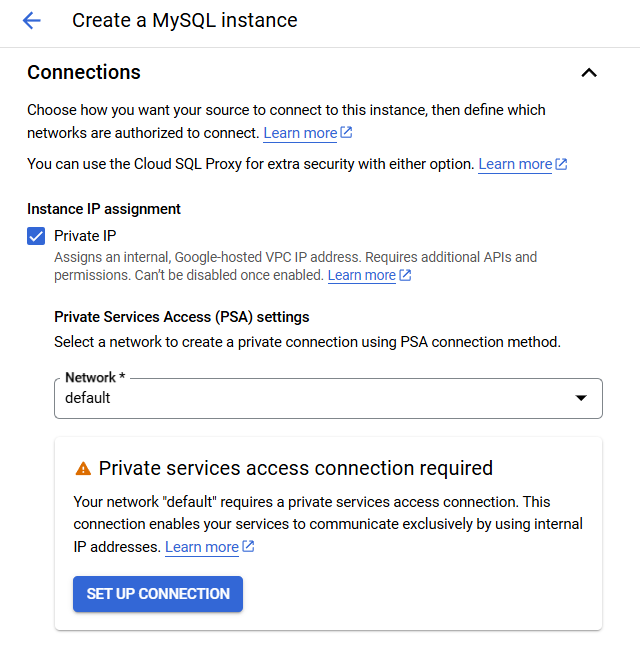 Create a MySQL instance
Connections
Choose how you want your source to connect to this instance, then define which
networks are authorized to connect. Learn more
You can use the Cloud SQL Proxy for extra security with either option. Learn more
Instance IP assignment
Private IP
Assigns an internal, Google-hosted VPC IP address. Requires additional APIs and
permissions. Can't be disabled once enabled. Learn more
Private Services Access (PSA) settings
Select a network to create a private connection using PSA connection method.
Network *
default
Private services access connection required
Your network "default" requires a private services access connection. This
connection enables your services to communicate exclusively by using internal
IP addresses. Learn more
SET UP CONNECTION